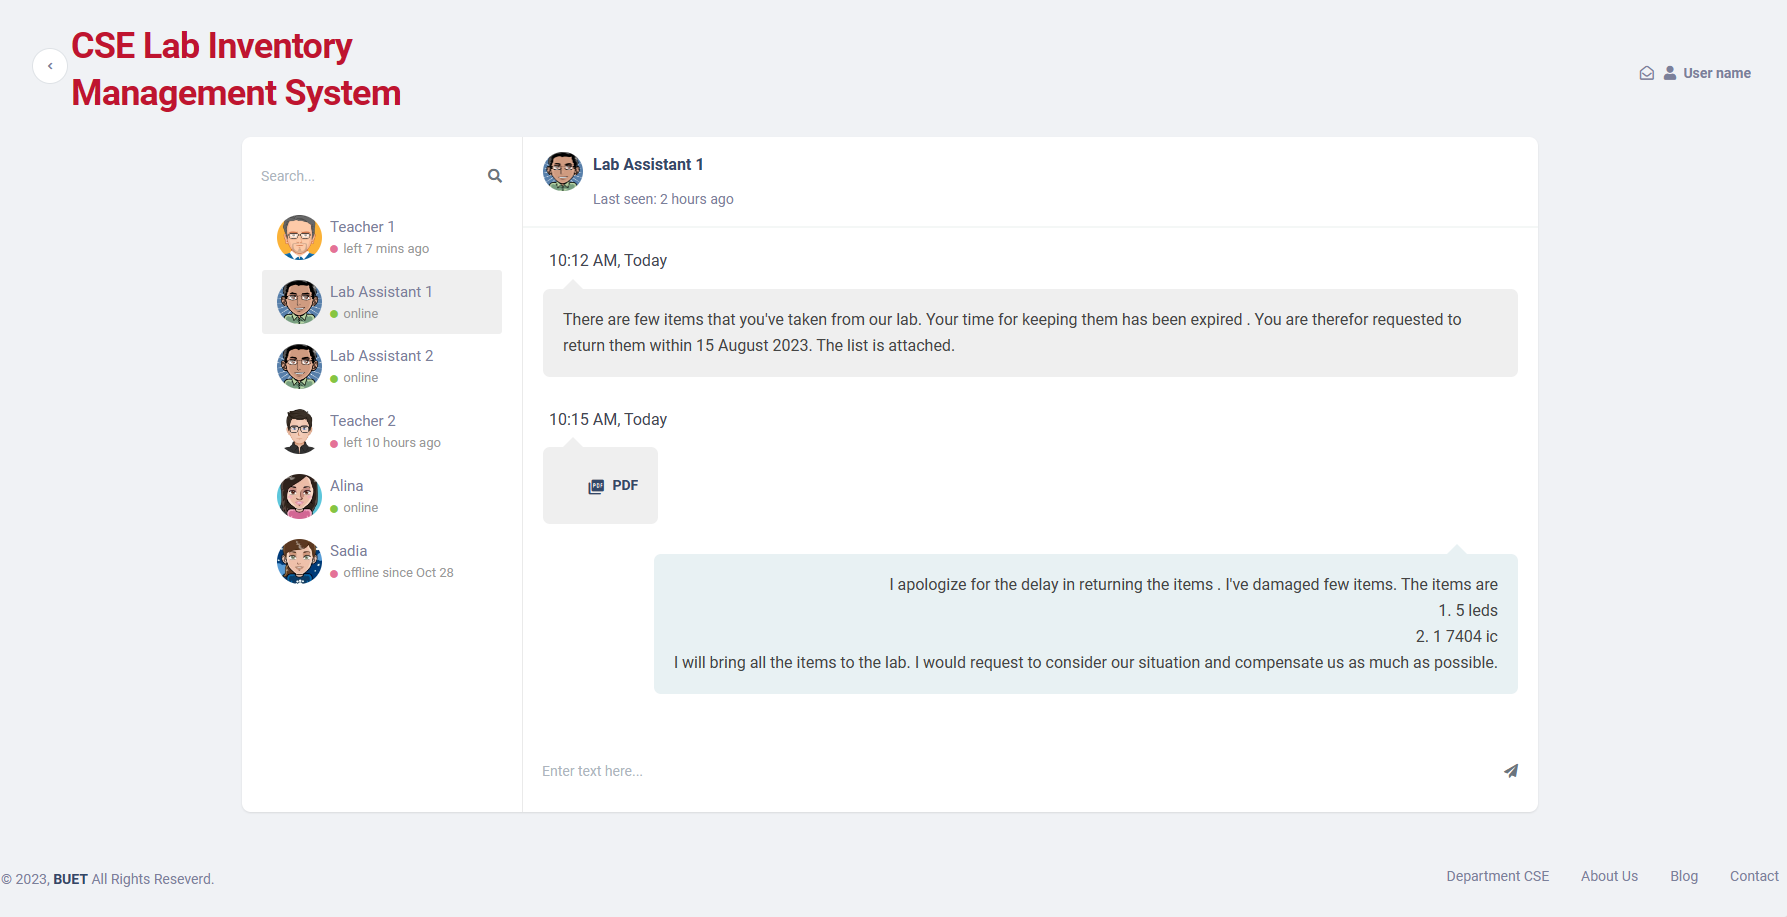 CSE Lab Inventory
Management System
User name
Search...
Teacher 1
left 7 mins ago
Lab Assistant 1
online
Lab Assistant 2
online
Teacher 2
left 10 hours ago
Alina
online
Sadia
offline since Oct 28
Lab Assistant 1
Last seen: 2 hours ago
10:12 AM, Today
There are few items that you've taken from our lab. Your time for keeping them has been expired . You are therefor requested to
return them within 15 August 2023. The list is attached.
10:15 AM, Today
PDF PDF
I apologize for the delay in returning the items . I've damaged few items. The items are
1. 5 leds
2. 1 7404 ic
I will bring all the items to the lab. I would request to consider our situation and compensate us as much as possible.
Enter text here...
© 2023, BUET All Rights Reseverd.
Department CSE
About Us
Blog
Contact